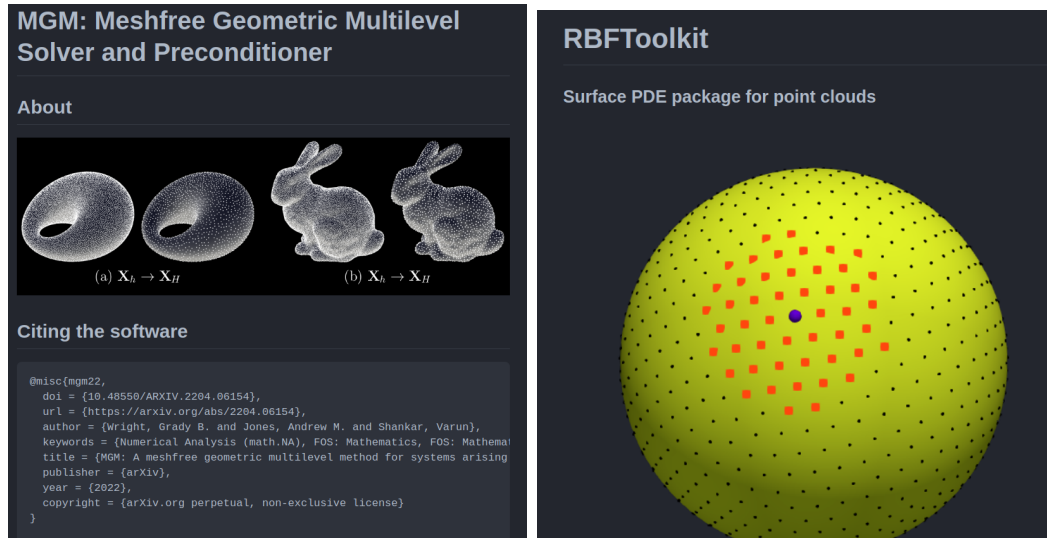 MGM: Meshfree Geometric Multilevel
Solver and Preconditioner
About
(a) X_h → X_H
(b) X_h → X_H
Citing the software
@misc{mgm22,
doi = {10.48550/ARXIV.2204.06154},
url = {https://arxiv.org/abs/2204.06154},
author = {Wright, Grady B. and Jones, Andrew M. and Shankar, Varun},
keywords = {Numerical Analysis (math.NA), FOS: Mathematics, FOS: Mathemat
title = {MGM: A meshfree geometric multilevel method for systems arising
publisher = {arXiv},
year = {2022},
copyright = {arXiv.org perpetual, non-exclusive license}
}
RBFToolkit
Surface PDE package for point clouds